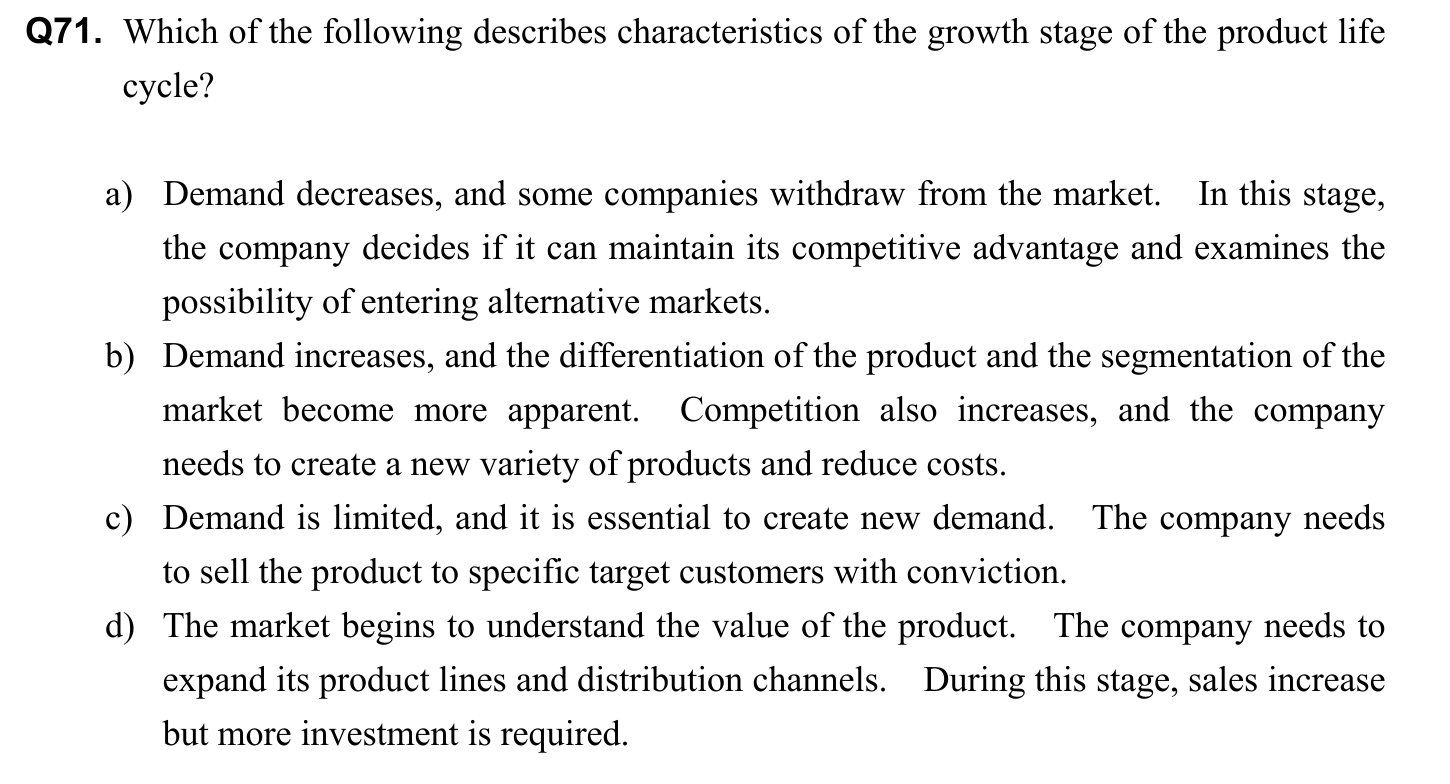 Q71. Which of the following describes characteristics of the growth stage of the product life
cycle?
a) Demand decreases, and some companies withdraw from the market. In this stage,
the company decides if it can maintain its competitive advantage and examines the
possibility of entering alternative markets.
b) Demand increases, and the differentiation of the product and the segmentation of the
market become more apparent. Competition also increases, and the company
needs to create a new variety of products and reduce costs.
c) Demand is limited, and it is essential to create new demand. The company needs
to sell the product to specific target customers with conviction.
d) The market begins to understand the value of the product. The company needs to
expand its product lines and distribution channels. During this stage, sales increase
but more investment is required.